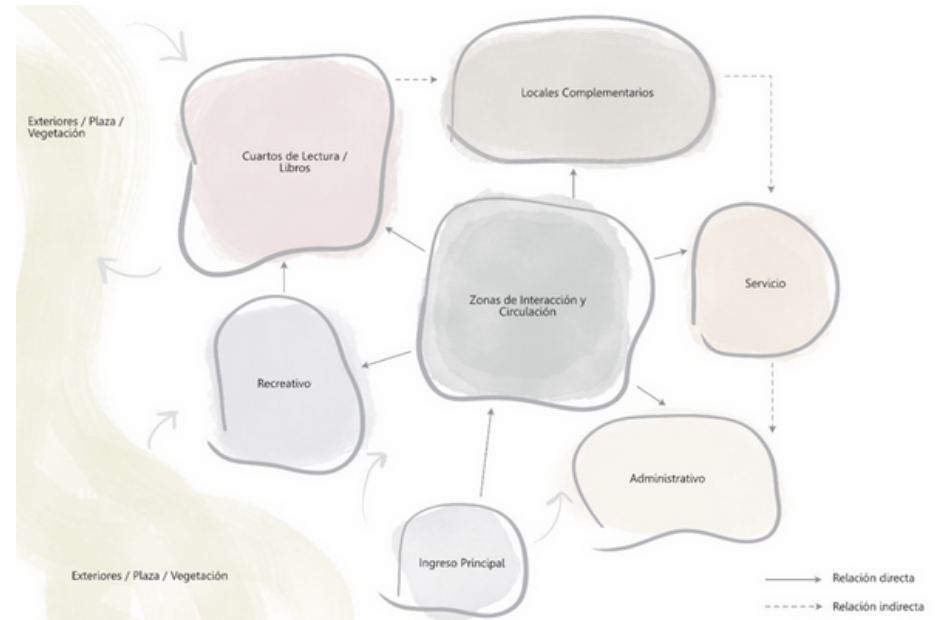 Locales Complementarios
Exteriores / Plaza /
Vegetación
Cuartos de Lectura /
Libros
Servicio
Zonas de Interacción y
Circulación
Recreativo
Administrativo
Ingreso Principal
Exteriores / Plaza / Vegetación
Relación directa
Relación indirecta